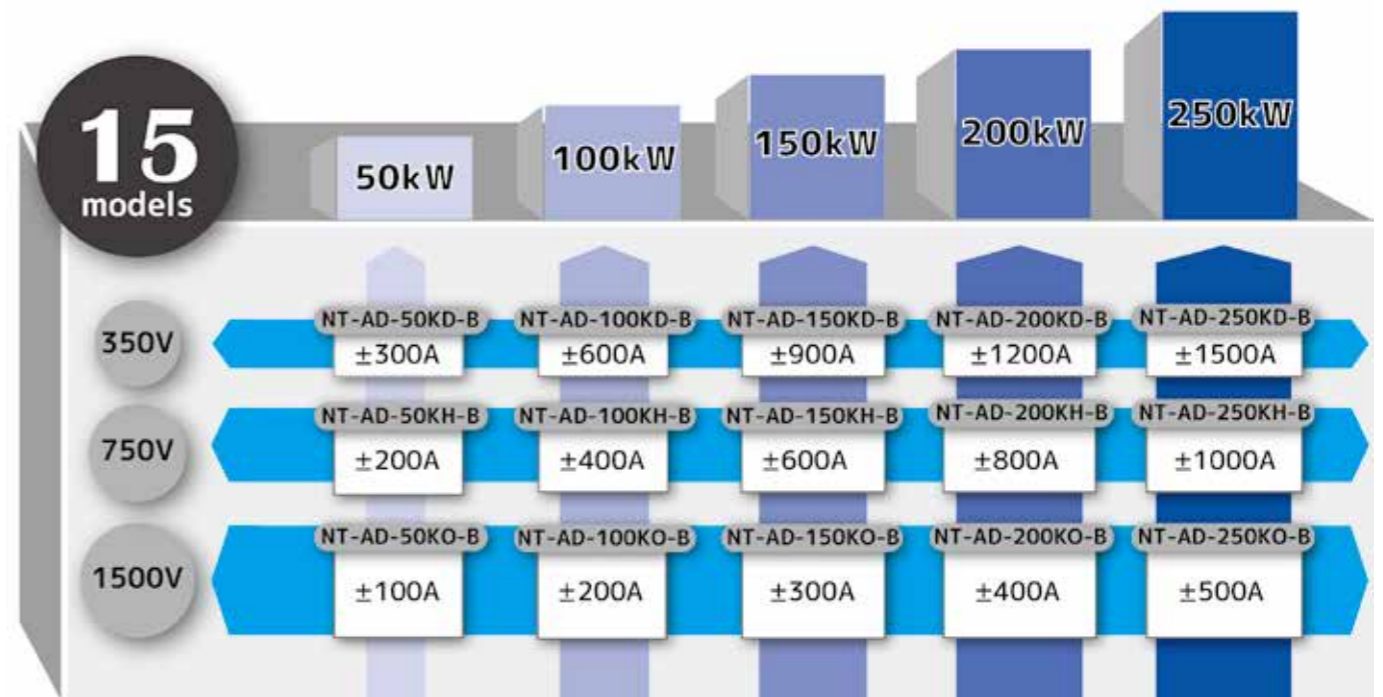 15
models
50kW
100kW
150kW
200kW
250kW
350V
NT-AD-50KD-B
±300A
NT-AD-100KD-B
±600A
NT-AD-150KD-B
±900A
NT-AD-200KD-B
±1200A
NT-AD-250KD-B
±1500A
750V
NT-AD-50KH-B
±200A
NT-AD-100KH-B
±400A
NT-AD-150KH-B
±600A
NT-AD-200KH-B
±800A
NT-AD-250KH-B
±1000A
1500V
NT-AD-50KO-B
±100A
NT-AD-100KO-B
±200A
NT-AD-150KO-B
±300A
NT-AD-200KO-B
±400A
NT-AD-250KO-B
±500A